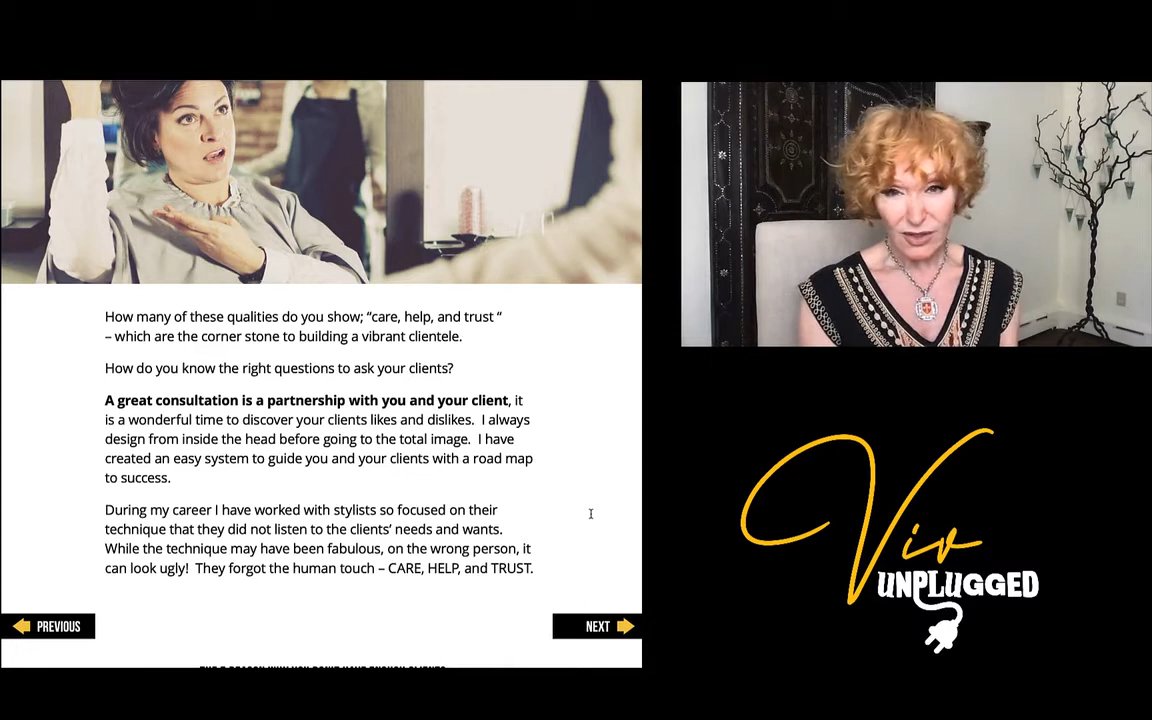 How many of these qualities do you show; “care, help, and trust “
– which are the corner stone to building a vibrant clientele.
How do you know the right questions to ask your clients?
A great consultation is a partnership with you and your client, it
is a wonderful time to discover your clients likes and dislikes.  I always
design from inside the head before going to the total image.  I have
created an easy system to guide you and your clients with a road map
to success.
During my career I have worked with stylists so focused on their
technique that they did not listen to the clients’ needs and wants.
While the technique may have been fabulous, on the wrong person, it
can look ugly!  They forgot the human touch – CARE, HELP, and TRUST.
PREVIOUS
NEXT
Viv
UNPLUGGED